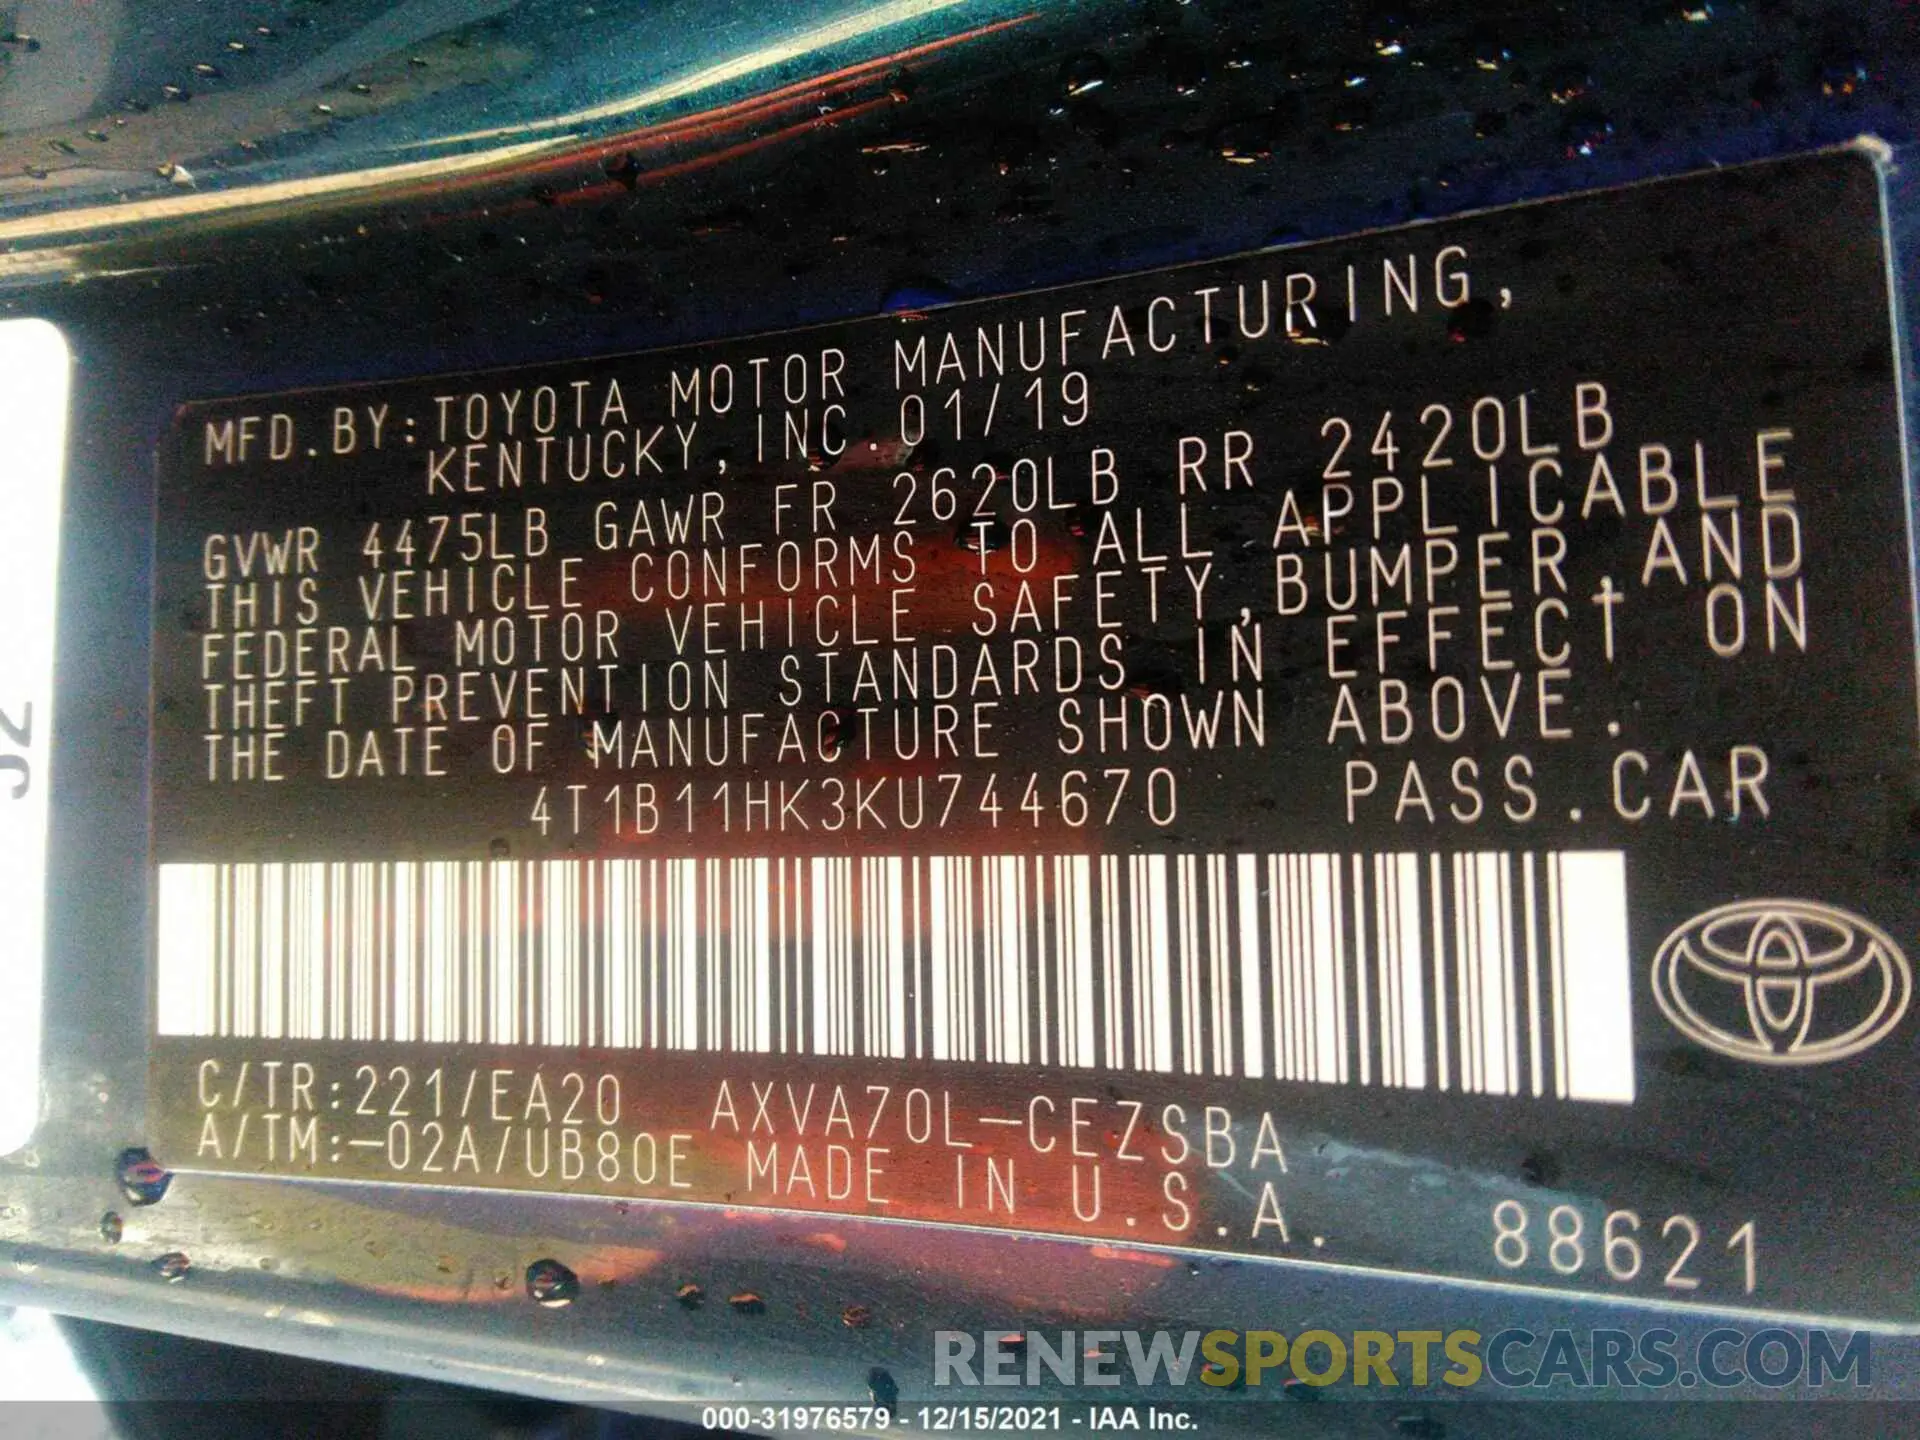 MFD.BY:TOYOTA MOTOR MANUFACTURING,
KENTUCKY,INC.01/19
GVWR 4475LB GAWR FR 2620LB RR 2420LB
THIS VEHICLE CONFORMS TO ALL APPLICABLE
FEDERAL MOTOR VEHICLE SAFETY,BUMPER,AND
THEFT PREVENTION STANDARDS IN EFFECT ON
THE DATE OF MANUFACTURE SHOWN ABOVE.
4T1B11HK3KU744670 PASS.CAR
C/TR:221/EA20 AXVA70L-CEZSBA
A/TM:-02A/UB80E MADE IN U.S.A.
88621
RENEWSPORTSCARS.COM
000-31976579 - 12/15/2021 - IAA Inc.